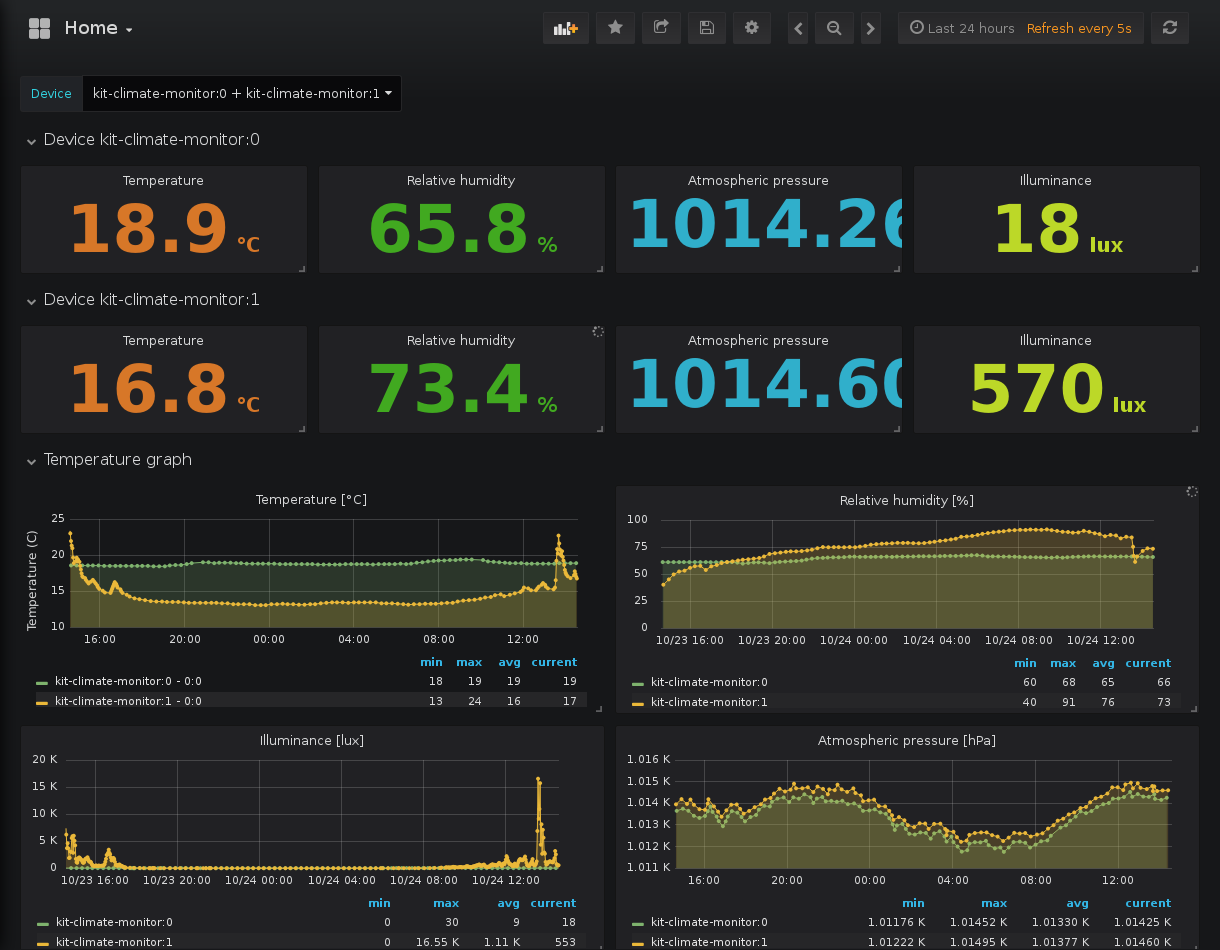 Home
Last 24 hours Refresh every 5s
Device kit-climate-monitor:0 + kit-climate-monitor:1
Device kit-climate-monitor:0
Temperature Relative humidity Atmospheric pressure Illuminance
18.9 °C 65.8 % 1014.26 18 lux
Device kit-climate-monitor:1
Temperature Relative humidity Atmospheric pressure Illuminance
16.8 °C 73.4 % 1014.60 570 lux
Temperature graph
Temperature [°C]
Temperature (C)
25
20
15
10
16:00 20:00 00:00 04:00 08:00 12:00
min max avg current
kit-climate-monitor:0 - 0:0 18 19 19 19
kit-climate-monitor:1 - 0:0 13 24 16 17
Relative humidity [%]
100
75
50
25
0
10/23 16:00 10/23 20:00 10/24 00:00 10/24 04:00 10/24 08:00 10/24 12:00
min max avg current
kit-climate-monitor:0 60 68 65 66
kit-climate-monitor:1 40 91 76 73
Illuminance [lux]
20 K
15 K
10 K
5 K
0
10/23 16:00 10/23 20:00 10/24 00:00 10/24 04:00 10/24 08:00 10/24 12:00
min max avg current
kit-climate-monitor:0 0 30 9 18
kit-climate-monitor:1 0 16.55 K 1.11 K 553
Atmospheric pressure [hPa]
1.016 K
1.015 K
1.014 K
1.013 K
1.012 K
1.011 K
16:00 20:00 00:00 04:00 08:00 12:00
min max avg current
kit-climate-monitor:0 1.01176 K 1.01452 K 1.01330 K 1.01425 K
kit-climate-monitor:1 1.01222 K 1.01495 K 1.01377 K 1.01460 K